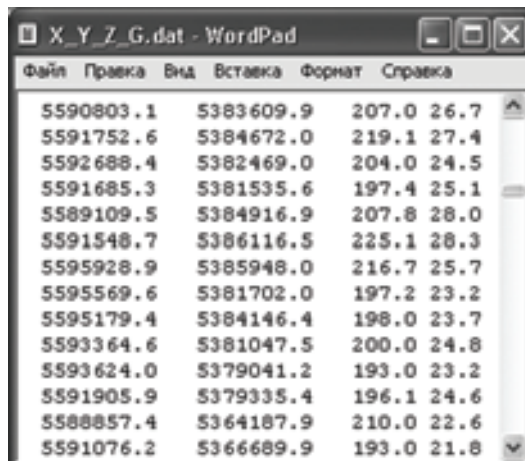 X_Y_Z_G.dat - WordPad
Файл Правка Вид Вставка Формат Справка
5590803.1 5383609.9 207.0 26.7
5591752.6 5384672.0 219.1 27.4
5592688.4 5382469.0 204.0 24.5
5591685.3 5381535.6 197.4 25.1
5589109.5 5384916.9 207.8 28.0
5591548.7 5386116.5 225.1 28.3
5595928.9 5385948.0 216.7 25.7
5595569.6 5381702.0 197.2 23.2
5595179.4 5384146.4 198.0 23.7
5593364.6 5381047.5 200.0 24.8
5593624.0 5379041.2 193.0 23.2
5591905.9 5379335.4 196.1 24.6
5588857.4 5364187.9 210.0 22.6
5591076.2 5366689.9 193.0 21.8